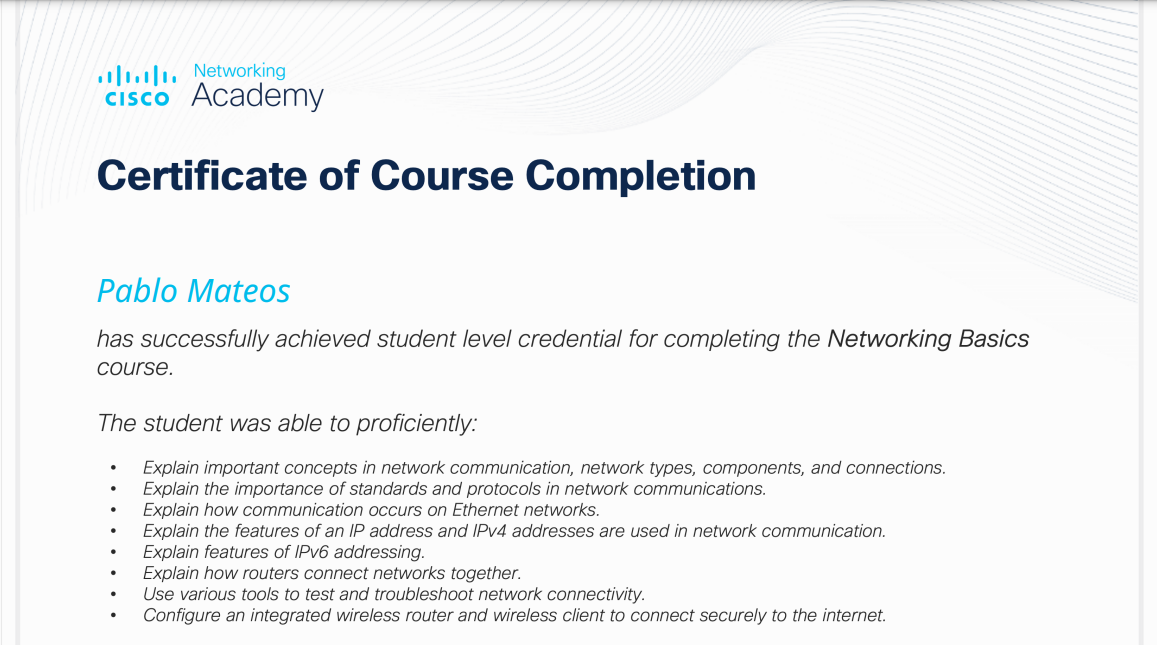 Networking
CISCO Academy
Certificate of Course Completion
Pablo Mateos
has successfully achieved student level credential for completing the Networking Basics
course.
The student was able to proficiently:
• Explain important concepts in network communication, network types, components, and connections.
• Explain the importance of standards and protocols in network communications.
• Explain how communication occurs on Ethernet networks.
• Explain the features of an IP address and IPv4 addresses are used in network communication.
• Explain features of IPv6 addressing.
• Explain how routers connect networks together.
• Use various tools to test and troubleshoot network connectivity.
• Configure an integrated wireless router and wireless client to connect securely to the internet.